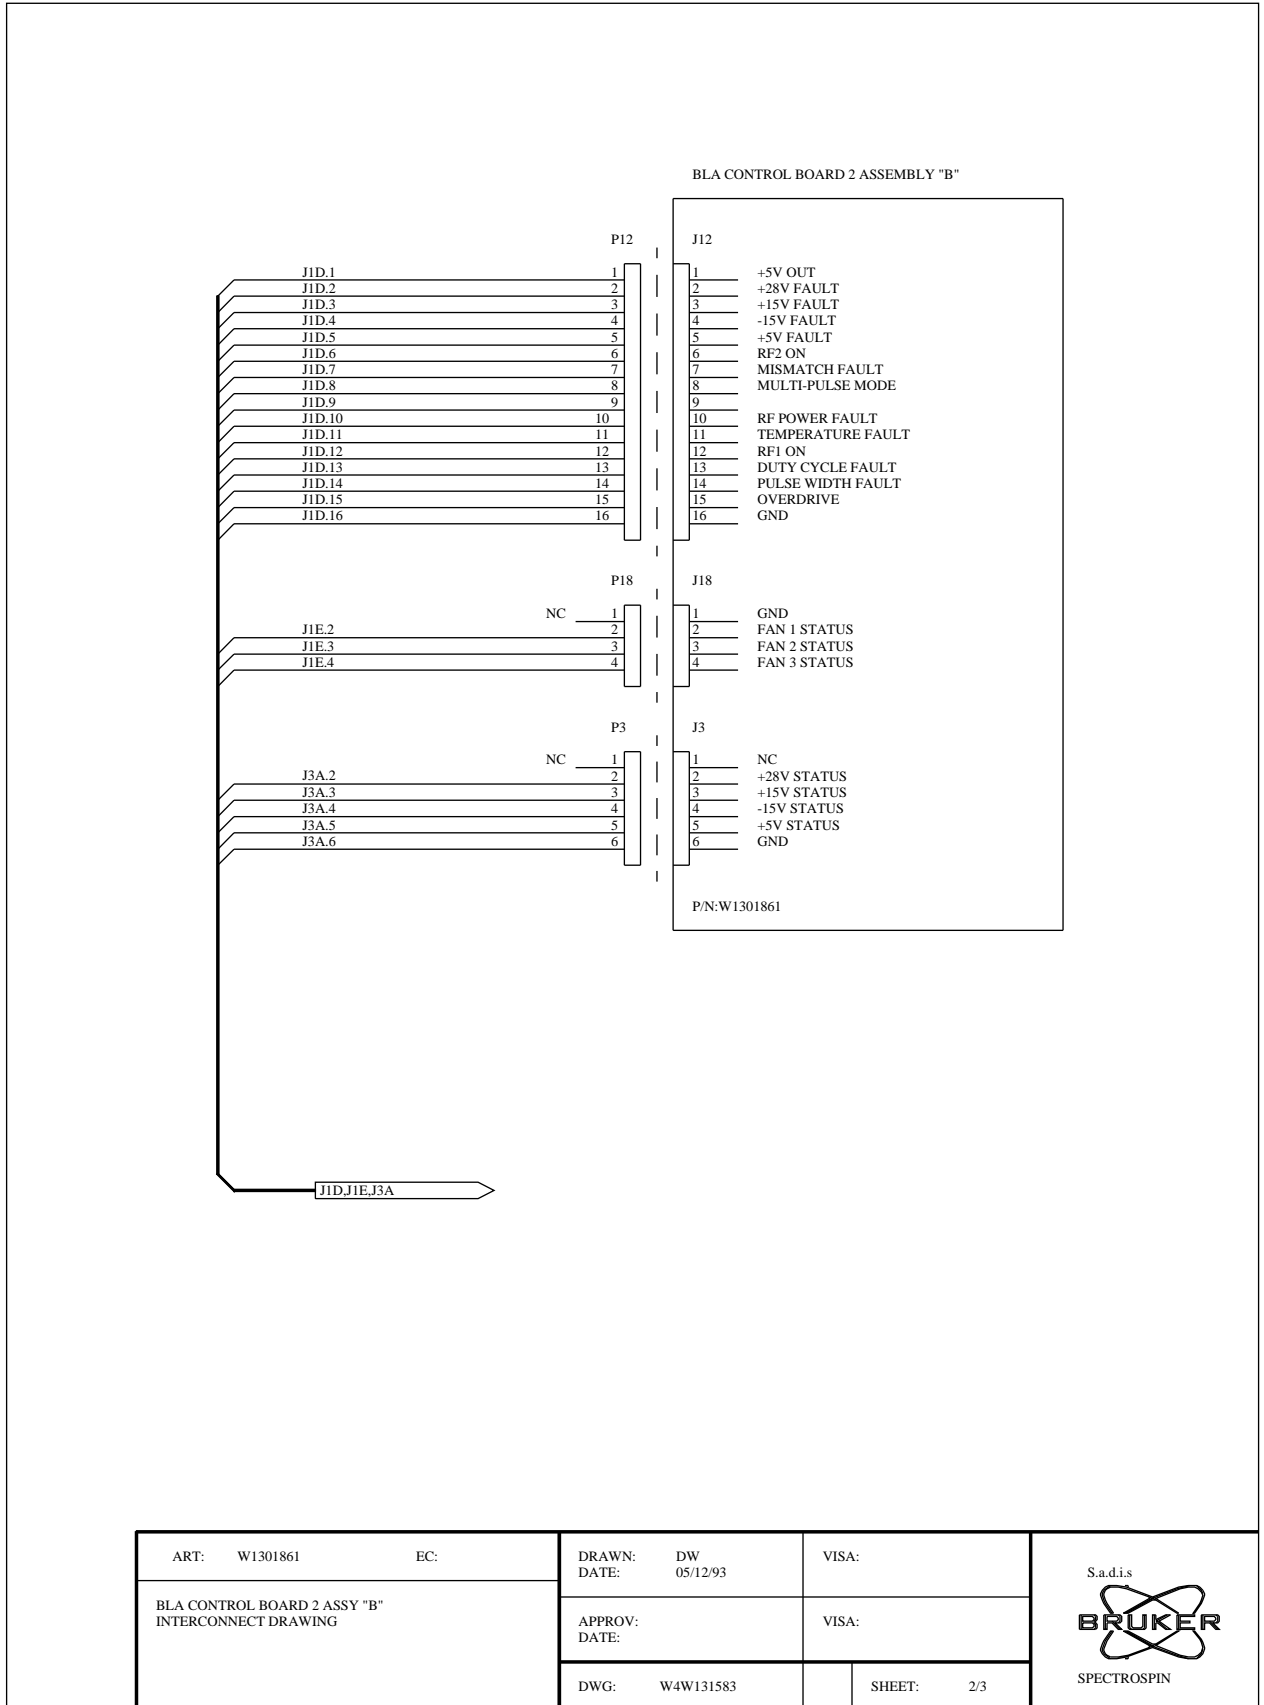 BLA CONTROL BOARD 2 ASSEMBLY "B"
P12 J12
J1D.1 1 1 +5V OUT
J1D.2 2 2 +28V FAULT
J1D.3 3 3 +15V FAULT
J1D.4 4 4 -15V FAULT
J1D.5 5 5 +5V FAULT
J1D.6 6 6 RF2 ON
J1D.7 7 7 MISMATCH FAULT
J1D.8 8 8 MULTI-PULSE MODE
J1D.9 9 9
J1D.10 10 10 RF POWER FAULT
J1D.11 11 11 TEMPERATURE FAULT
J1D.12 12 12 RF1 ON
J1D.13 13 13 DUTY CYCLE FAULT
J1D.14 14 14 PULSE WIDTH FAULT
J1D.15 15 15 OVERDRIVE
J1D.16 16 16 GND
P18 J18
NC 1 1 GND
J1E.2 2 2 FAN 1 STATUS
J1E.3 3 3 FAN 2 STATUS
J1E.4 4 4 FAN 3 STATUS
P3 J3
NC 1 1 NC
J3A.2 2 2 +28V STATUS
J3A.3 3 3 +15V STATUS
J3A.4 4 4 -15V STATUS
J3A.5 5 5 +5V STATUS
J3A.6 6 6 GND
P/N:W1301861
J1D,J1E,J3A
ART: W1301861 EC:
BLA CONTROL BOARD 2 ASSY "B"
INTERCONNECT DRAWING
DRAWN: DW
DATE: 05/12/93
VISA:
APPROV:
DATE:
VISA:
DWG: W4W131583
SHEET: 2/3
S.a.d.i.s
BRUKER
SPECTROSPIN